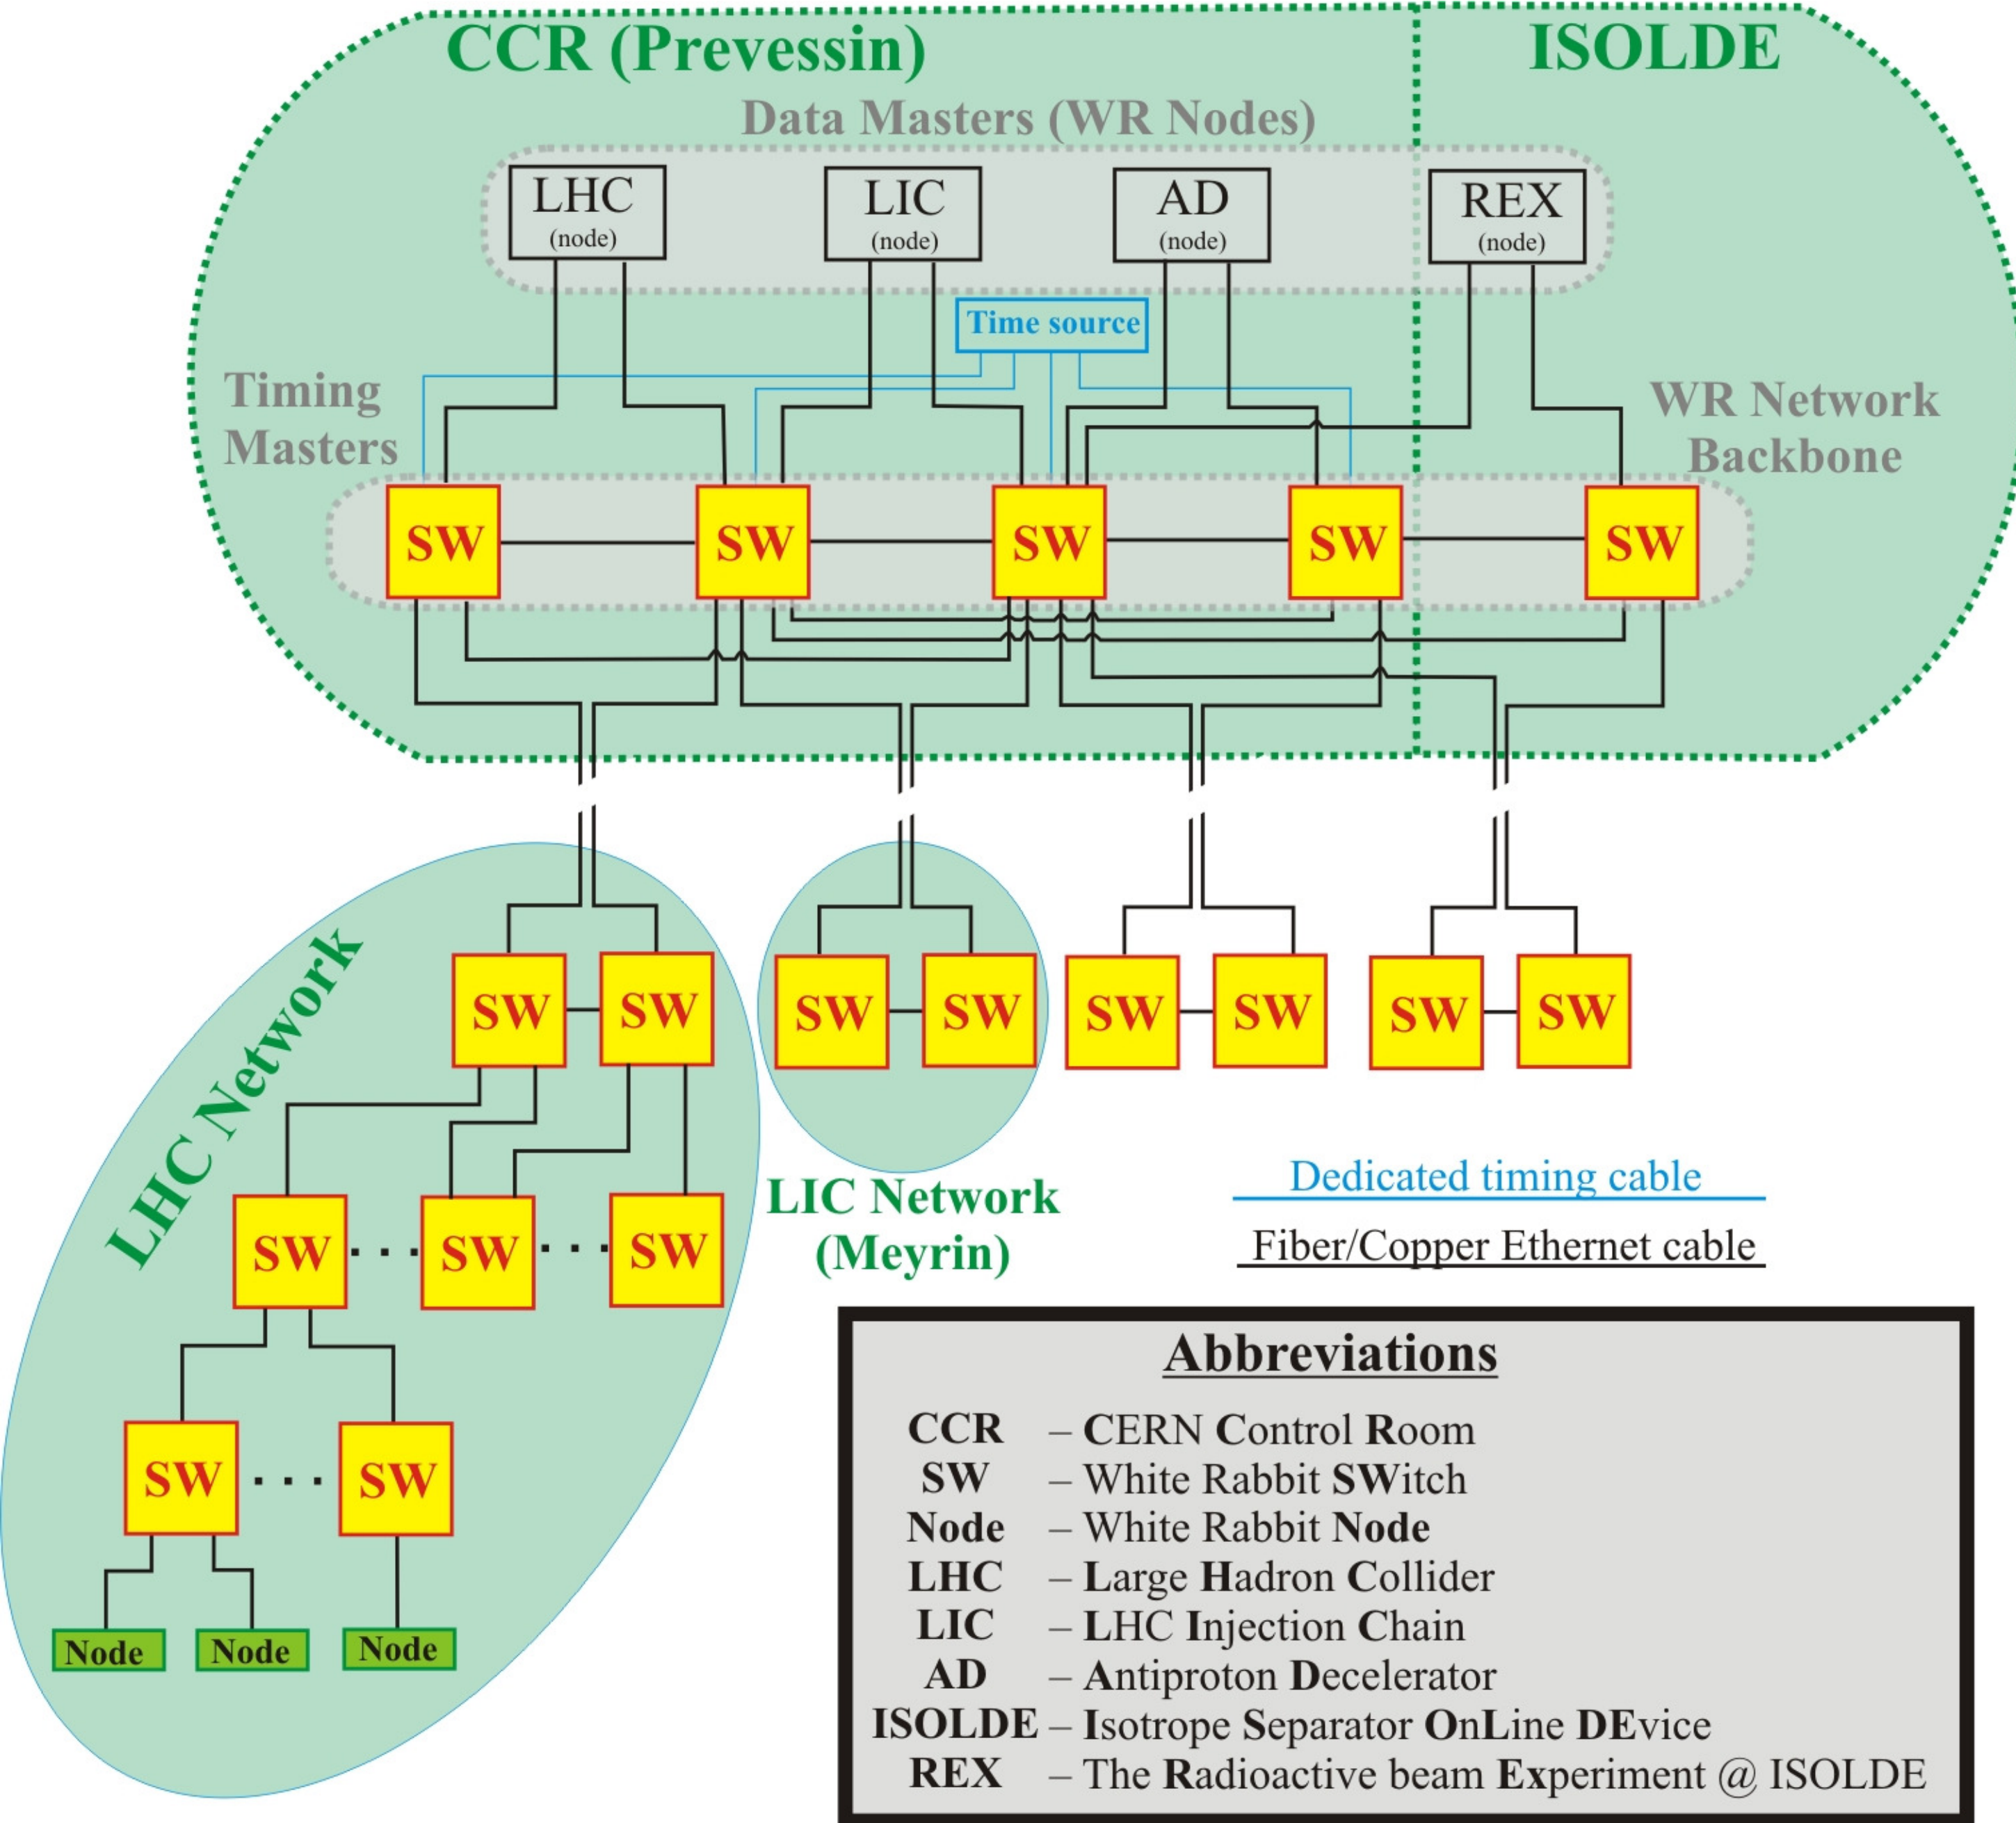 CCR (Prevessin)
ISOLDE
Data Masters (WR Nodes)
LHC
(node)
LIC
(node)
AD
(node)
REX
(node)
Time source
Timing
Masters
WR Network
Backbone
SW
SW
SW
SW
SW
LHC Network
SW
SW
SW
SW
SW
SW
SW
SW
SW ... SW ... SW
LIC Network
(Meyrin)
Dedicated timing cable
Fiber/Copper Ethernet cable
SW ... SW
Node
Node
Node
Abbreviations
CCR – CERN Control Room
SW – White Rabbit SWitch
Node – White Rabbit Node
LHC – Large Hadron Collider
LIC – LHC Injection Chain
AD – Antiproton Decelerator
ISOLDE – Isotrope Separator OnLine DEvice
REX – The Radioactive beam Experiment @ ISOLDE